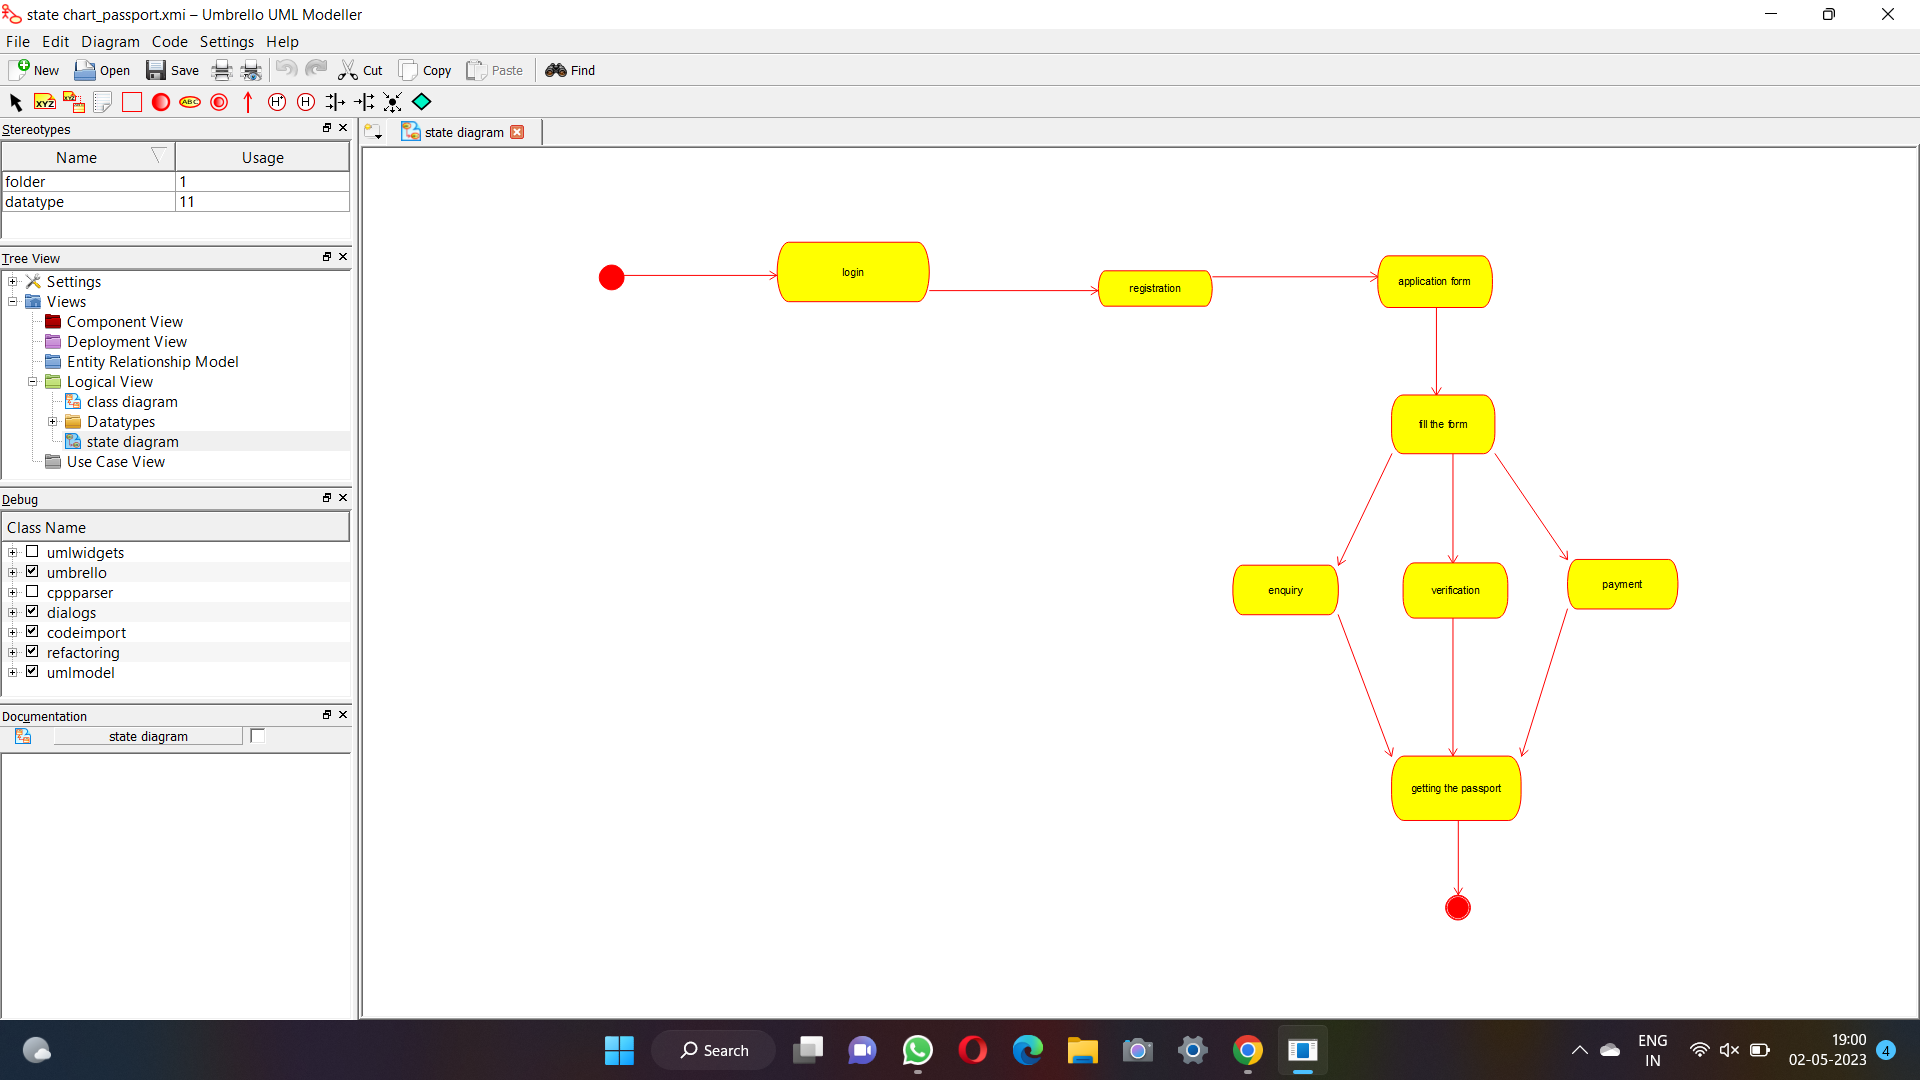 state chart_passport.xmi – Umbrello UML Modeller
File Edit Diagram Code Settings Help
New Open Save Cut Copy Paste Find
XYZ XYZ ABC H* H
Stereotypes
Name Usage
folder 1
datatype 11
Tree View
Settings
Views
Component View
Deployment View
Entity Relationship Model
Logical View
class diagram
Datatypes
state diagram
Use Case View
Debug
Class Name
umlwidgets
umbrello
cppparser
dialogs
codeimport
refactoring
umlmodel
Documentation
state diagram
state diagram
login
registration
application form
fill the form
enquiry
verification
payment
getting the passport
Search
ENG
IN
19:00
02-05-2023
4